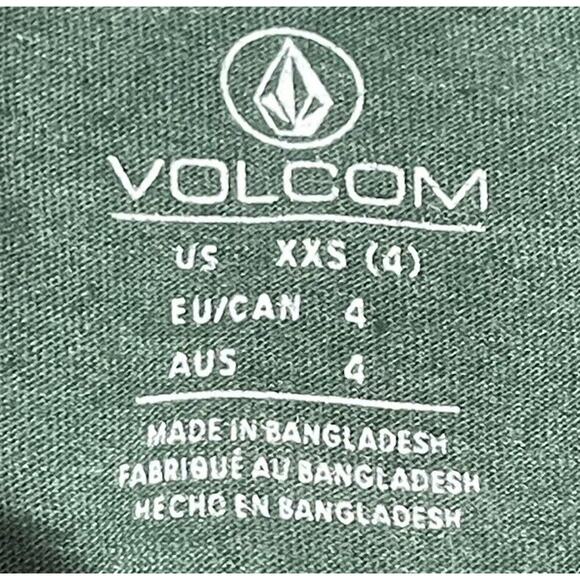 VOLCOM
US XXS (4)
EU/CAN 4
AUS 4
MADE IN BANGLADESH
FABRIQUÉ AU BANGLADESH
HECHO EN BANGLADESH